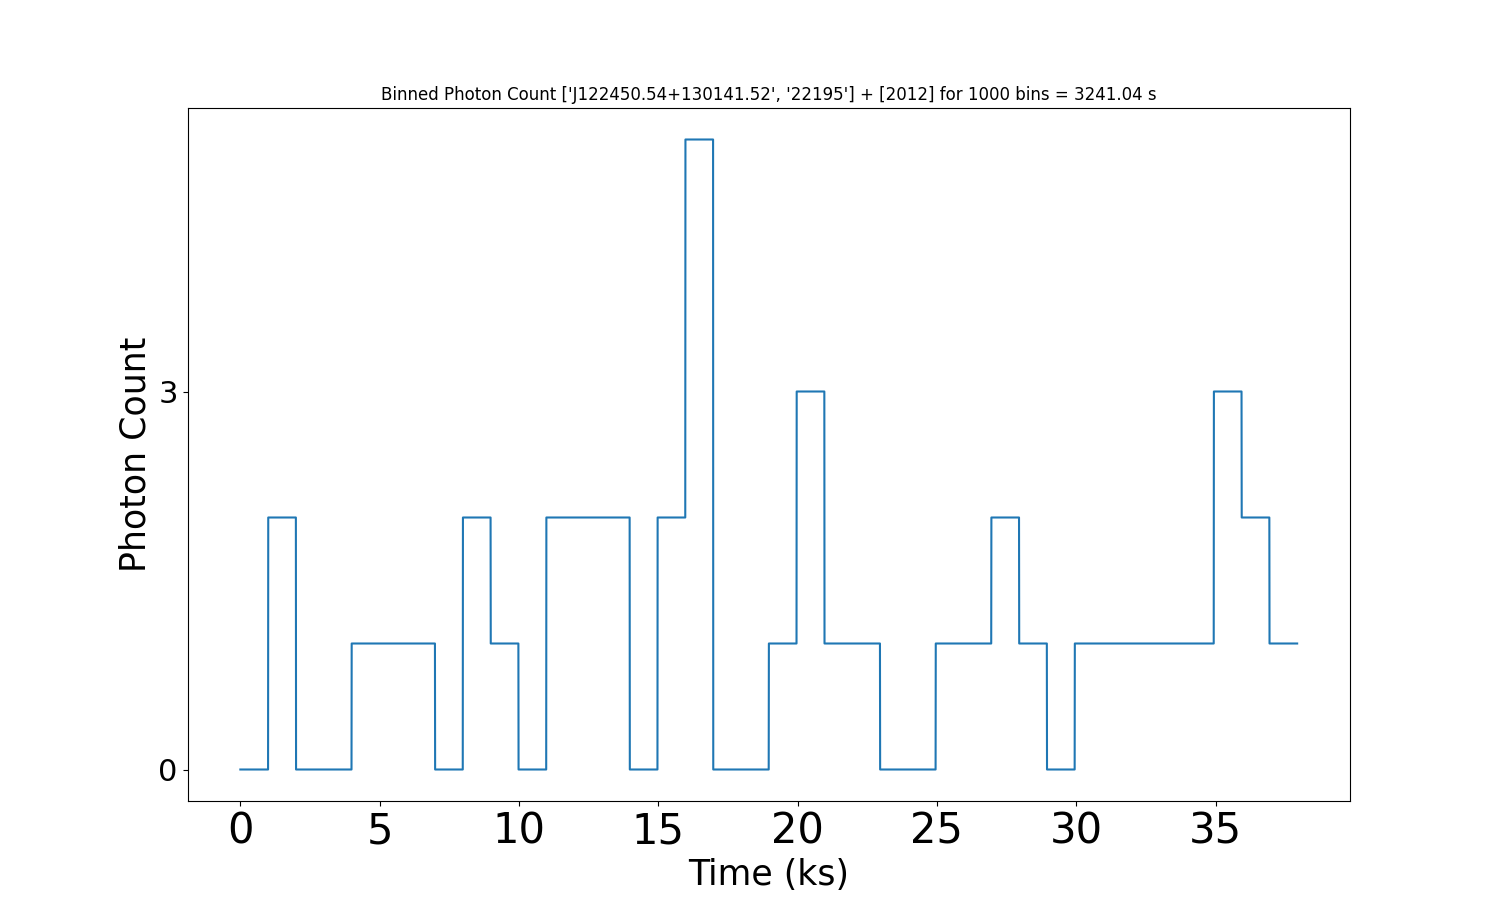 Binned Photon Count ['J122450.54+130141.52', '22195'] + [2012] for 1000 bins = 3241.04 s
Photon Count
3
0
0 5 10 15 20 25 30 35
Time (ks)